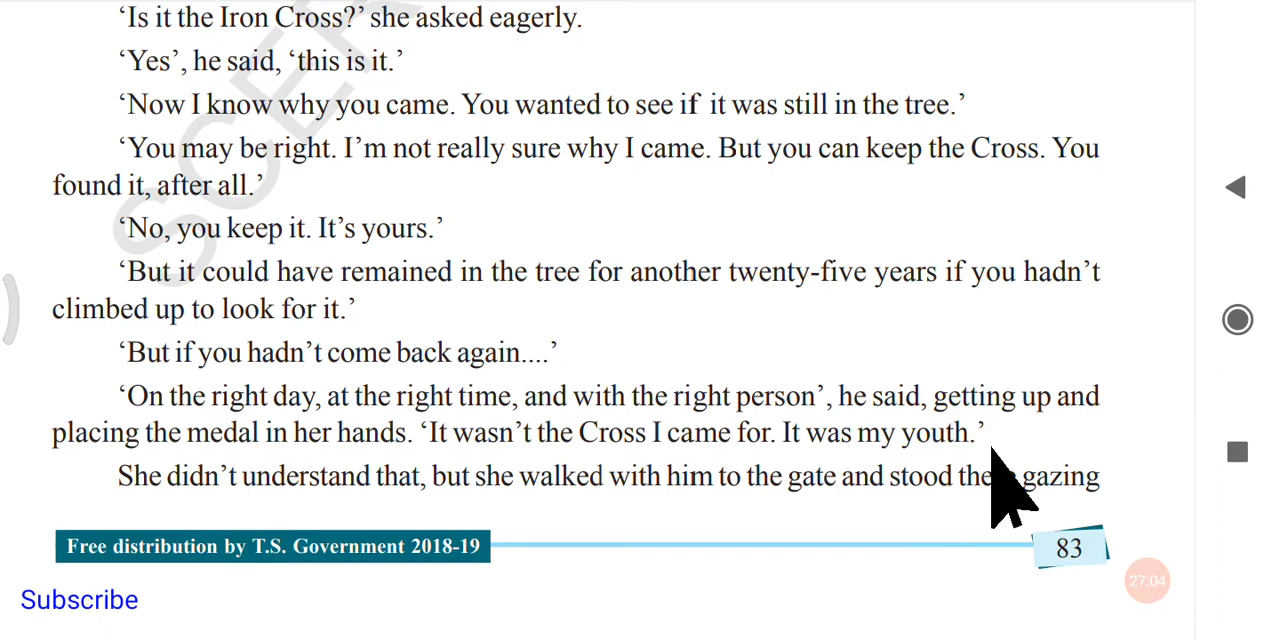 ‘Is it the Iron Cross?’ she asked eagerly.
‘Yes’, he said, ‘this is it.’
‘Now I know why you came. You wanted to see if it was still in the tree.’
‘You may be right. I’m not really sure why I came. But you can keep the Cross. You
found it, after all.’
‘No, you keep it. It’s yours.’
‘But it could have remained in the tree for another twenty-five years if you hadn’t
climbed up to look for it.’
‘But if you hadn’t come back again....’
‘On the right day, at the right time, and with the right person’, he said, getting up and
placing the medal in her hands. ‘It wasn’t the Cross I came for. It was my youth.’
She didn’t understand that, but she walked with him to the gate and stood gazing
Free distribution by T.S. Government 2018-19
83
27:04
Subscribe